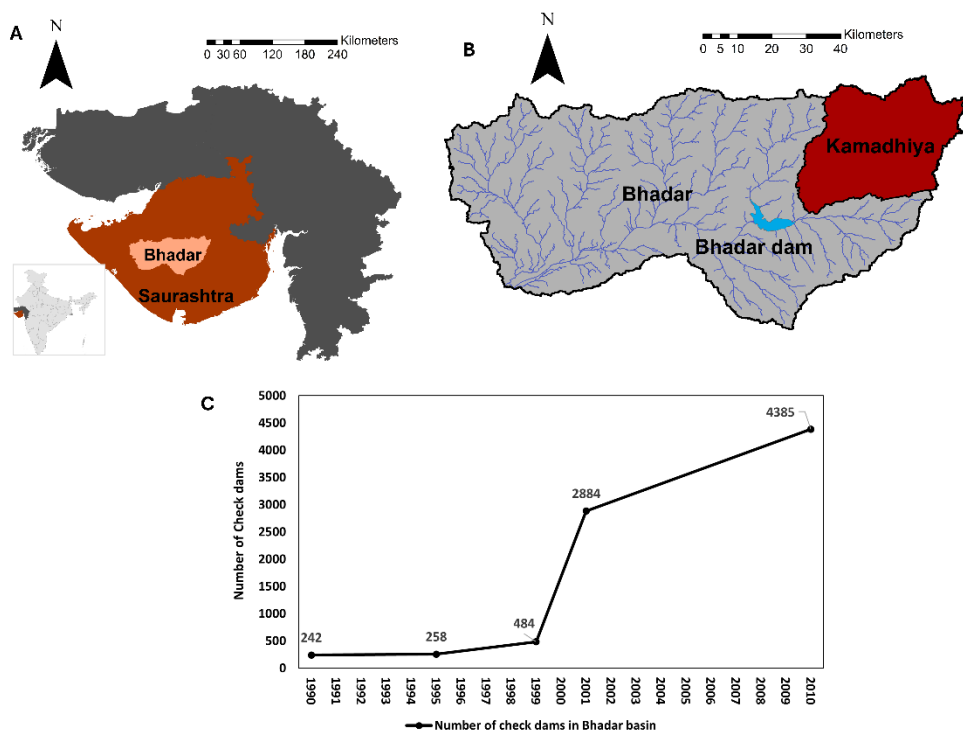 A
N
Kilometers
0 30 60 120 180 240
Bhadar
Saurashtra
B
N
Kilometers
0 5 10 20 30 40
Kamadhiya
Bhadar
Bhadar dam
C
5000
4500
4000
3500
3000
2500
2000
1500
1000
500
0
Number of Check dams
242
258
484
2884
4385
1990 1991 1992 1993 1994 1995 1996 1997 1998 1999 2000 2001 2002 2003 2004 2005 2006 2007 2008 2009 2010
Number of check dams in Bhadar basin